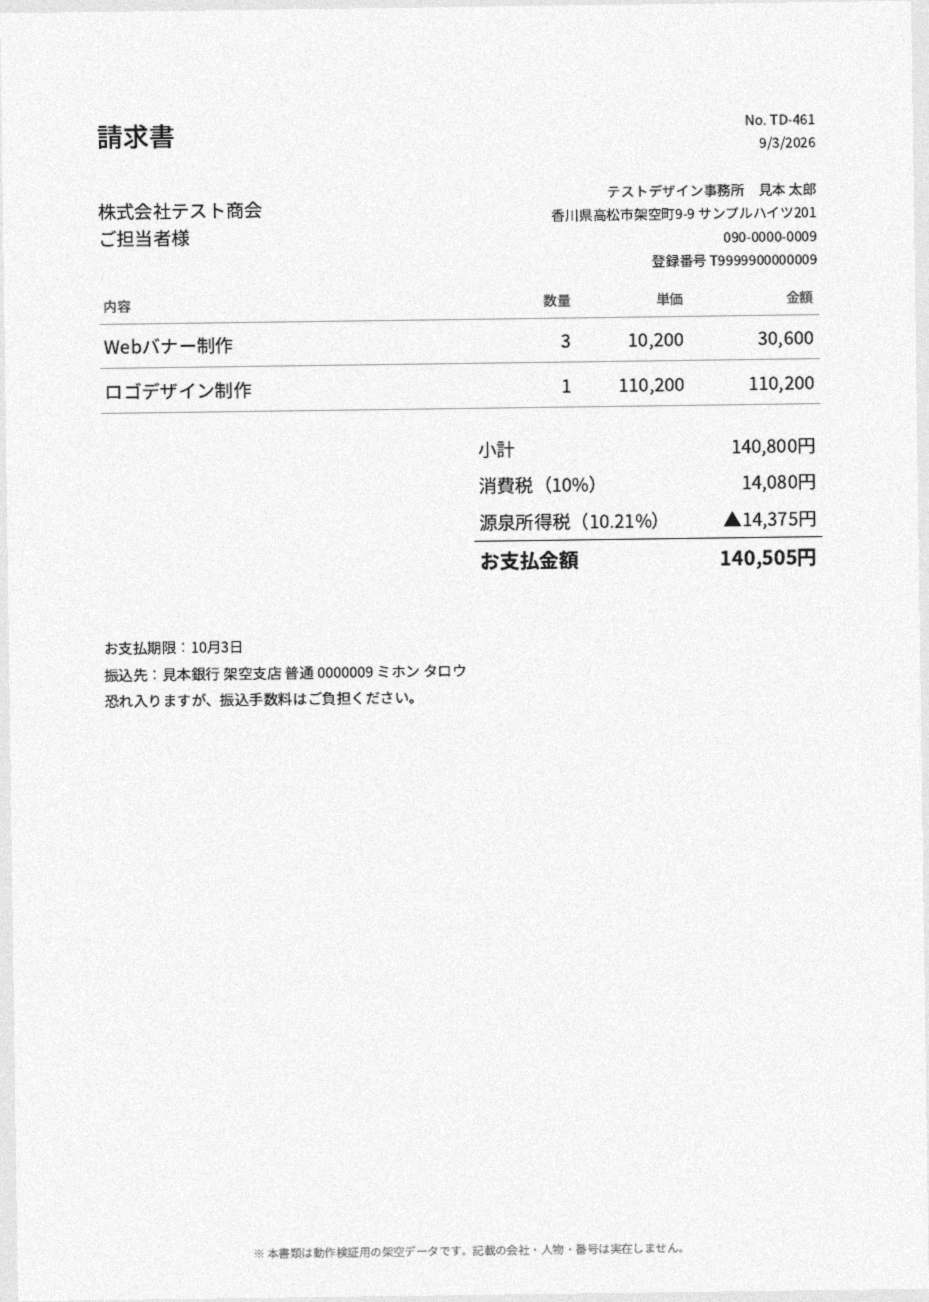 請求書
No. TD-461
9/3/2026
株式会社テスト商会
ご担当者様
テストデザイン事務所　見本 太郎
香川県高松市架空町9-9 サンプルハイツ201
090-0000-0009
登録番号 T9999900000009
内容 数量 単価 金額
Webバナー制作 3 10,200 30,600
ロゴデザイン制作 1 110,200 110,200
小計 140,800円
消費税（10%） 14,080円
源泉所得税（10.21%） ▲14,375円
お支払金額 140,505円
お支払期限：10月3日
振込先：見本銀行 架空支店 普通 0000009 ミホン タロウ
恐れ入りますが、振込手数料はご負担ください。
※ 本書類は動作検証用の架空データです。記載の会社・人物・番号は実在しません。